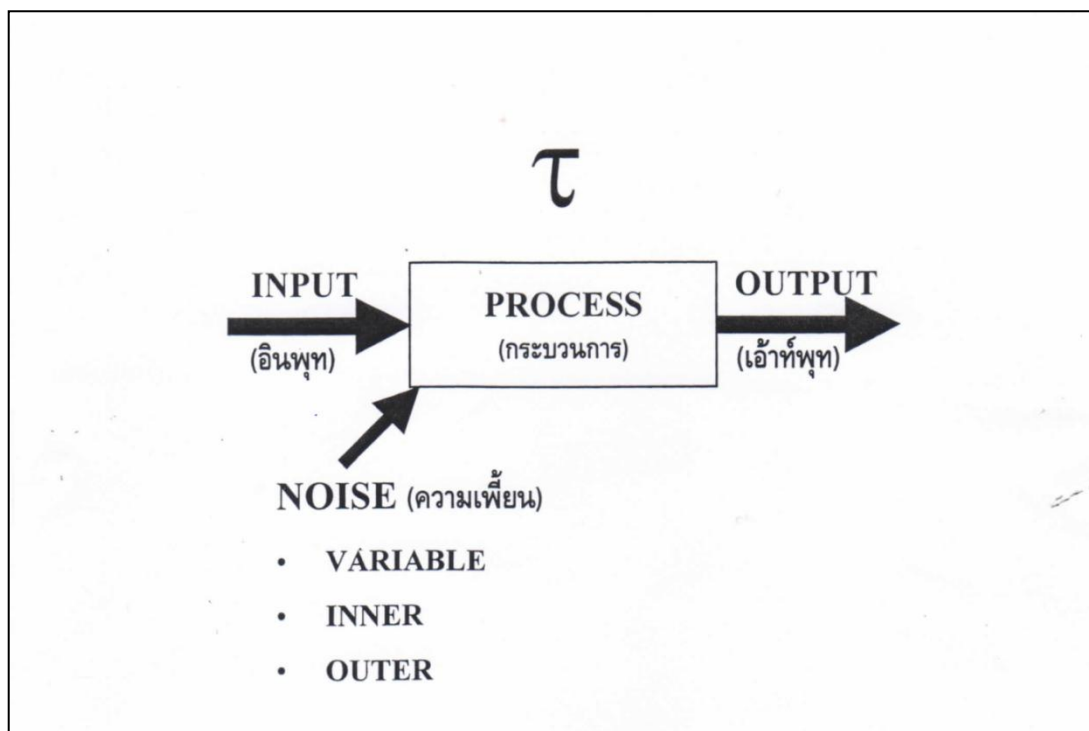 τ
INPUT
(อินพุท)
PROCESS
(กระบวนการ)
OUTPUT
(เอ้าท์พุท)
NOISE (ความเพี้ยน)
• VARIABLE
• INNER
• OUTER